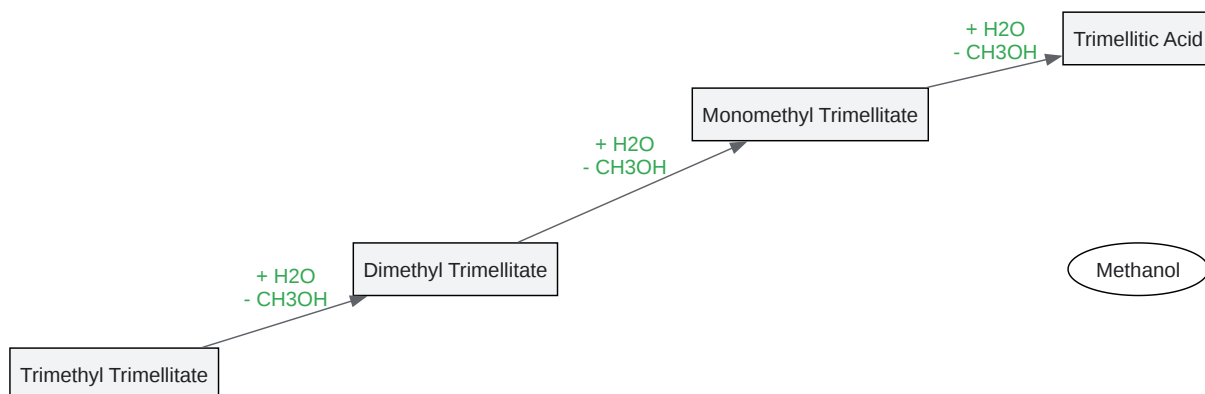 + H2O
- CH3OH
Trimellitic Acid
Monomethyl Trimellitate
+ H2O
- CH3OH
Dimethyl Trimellitate
Methanol
+ H2O
- CH3OH
Trimethyl Trimellitate